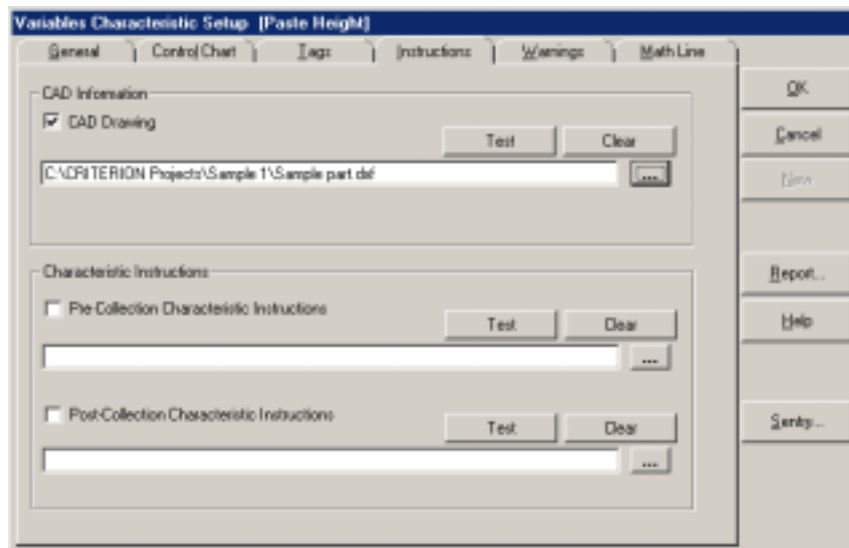 Variables Characteristic Setup [Paste Height]
General Control Chart Tags Instructions Warnings Math Line
OK
Cancel
New
Report...
Help
Sentry...
CAD Information
CAD Drawing
Test Clear
C:\CRITERION Projects\Sample 1\Sample part.dxf
...
Characteristic Instructions
Pre-Collection Characteristic Instructions
Test Clear
...
Post-Collection Characteristic Instructions
Test Clear
...